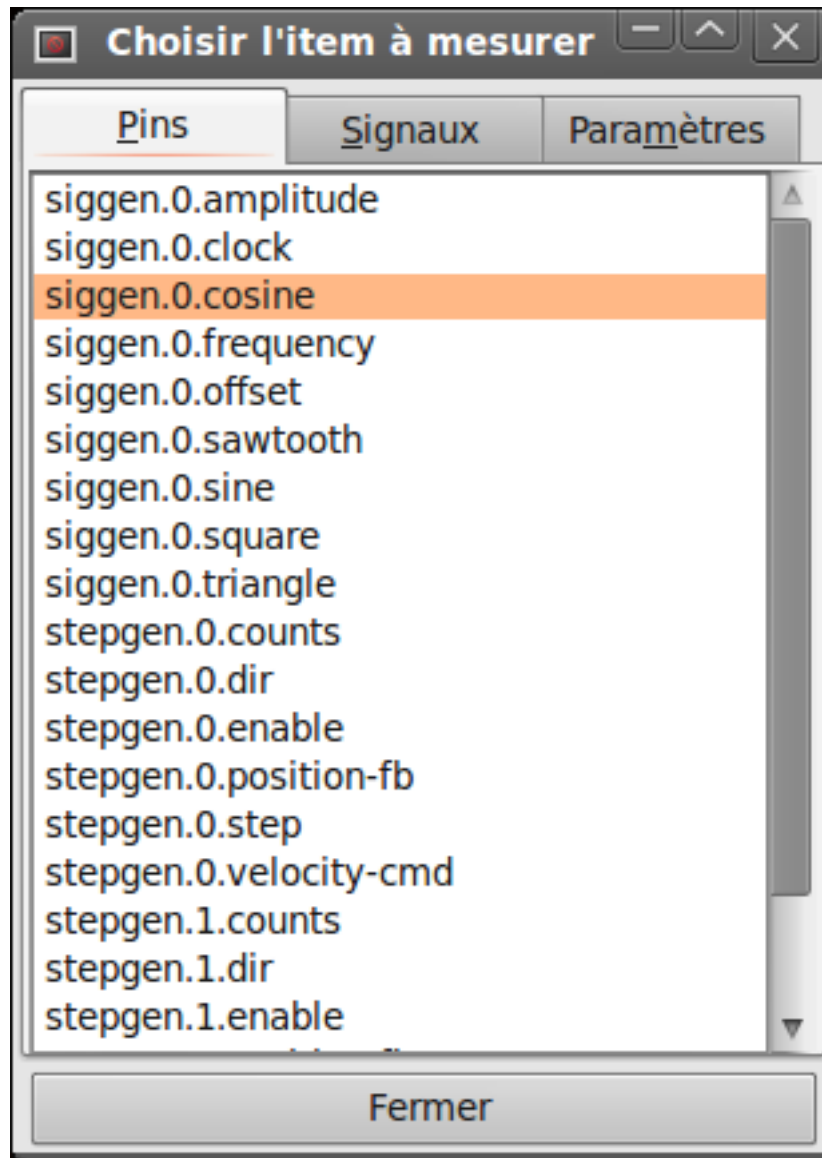 Choisir l'item à mesurer
Pins Signaux Paramètres
siggen.0.amplitude
siggen.0.clock
siggen.0.cosine
siggen.0.frequency
siggen.0.offset
siggen.0.sawtooth
siggen.0.sine
siggen.0.square
siggen.0.triangle
stepgen.0.counts
stepgen.0.dir
stepgen.0.enable
stepgen.0.position-fb
stepgen.0.step
stepgen.0.velocity-cmd
stepgen.1.counts
stepgen.1.dir
stepgen.1.enable
Fermer